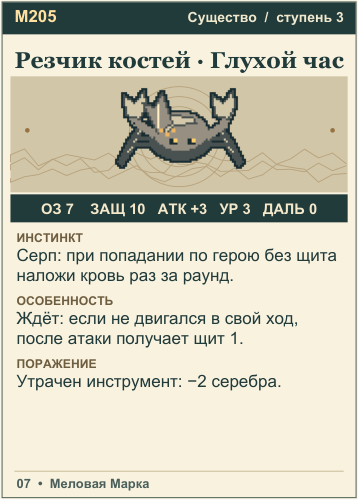 M205
Существо / ступень 3
Резчик костей · Глухой час
ОЗ 7 ЗАЩ 10 АТК +3 УР 3 ДАЛЬ 0
ИНСТИНКТ
Серп: при попадании по герою без щита
наложи кровь раз за раунд.
ОСОБЕННОСТЬ
Ждёт: если не двигался в свой ход,
после атаки получает щит 1.
ПОРАЖЕНИЕ
Утрачен инструмент: −2 серебра.
07 • Меловая Марка